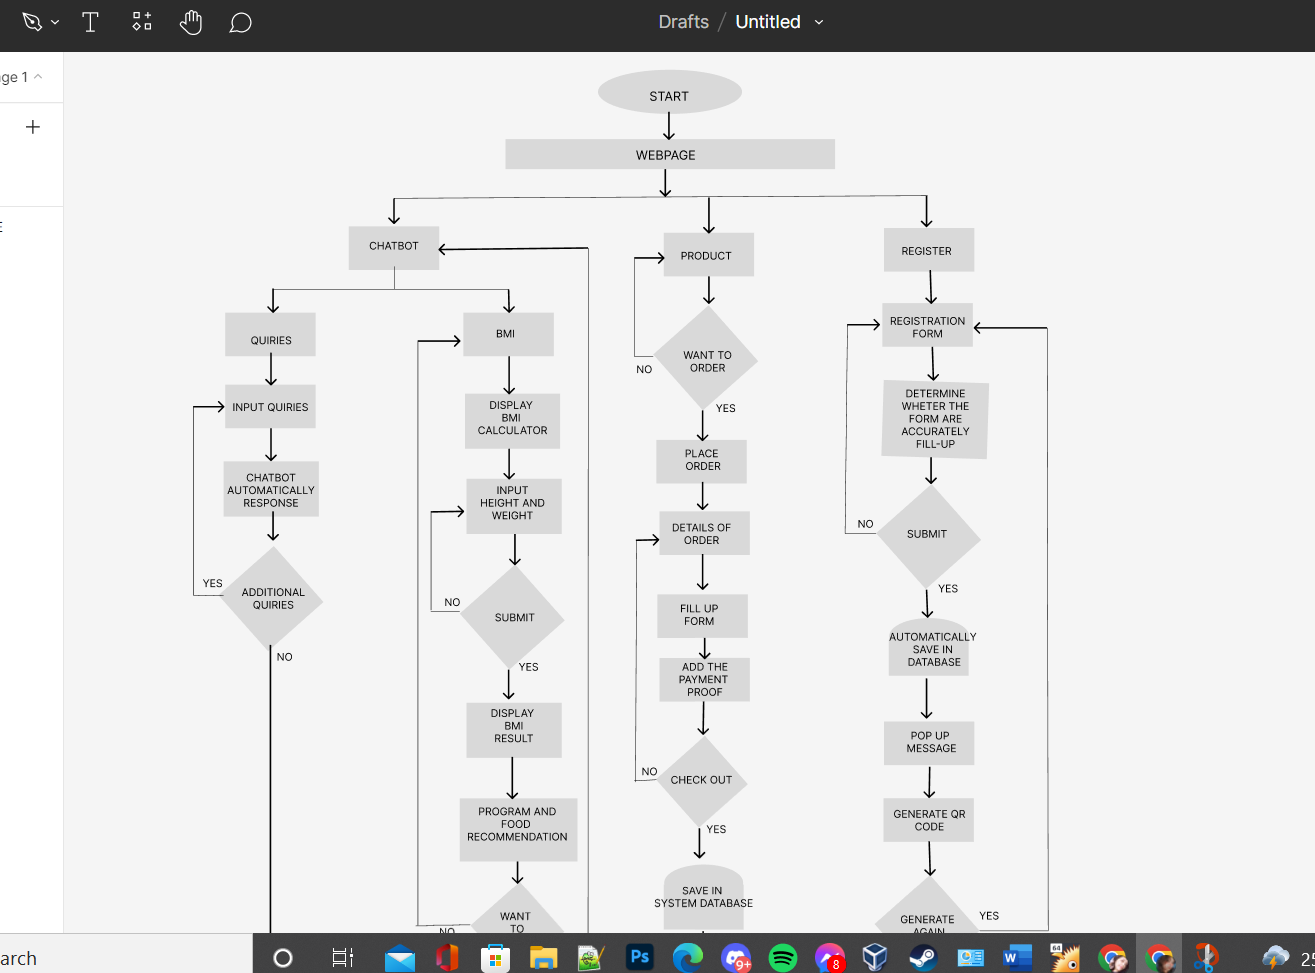 Drafts / Untitled
ge 1
E
START
WEBPAGE
CHATBOT
PRODUCT
REGISTER
QUIRIES
BMI
REGISTRATION
FORM
WANT TO
ORDER
NO
YES
INPUT QUIRIES
DISPLAY
BMI
CALCULATOR
DETERMINE
WHETER THE
FORM ARE
ACCURATELY
FILL-UP
PLACE
ORDER
CHATBOT
AUTOMATICALLY
RESPONSE
INPUT
HEIGHT AND
WEIGHT
DETAILS OF
ORDER
NO
SUBMIT
YES
YES
ADDITIONAL
QUIRIES
NO
NO
SUBMIT
YES
FILL UP
FORM
AUTOMATICALLY
SAVE IN
DATABASE
ADD THE
PAYMENT
PROOF
DISPLAY
BMI
RESULT
POP UP
MESSAGE
NO
CHECK OUT
YES
PROGRAM AND
FOOD
RECOMMENDATION
GENERATE QR
CODE
SAVE IN
SYSTEM DATABASE
WANT
TO
NO
GENERATE
AGAIN
YES
arch
Ps
9+
8
W
64